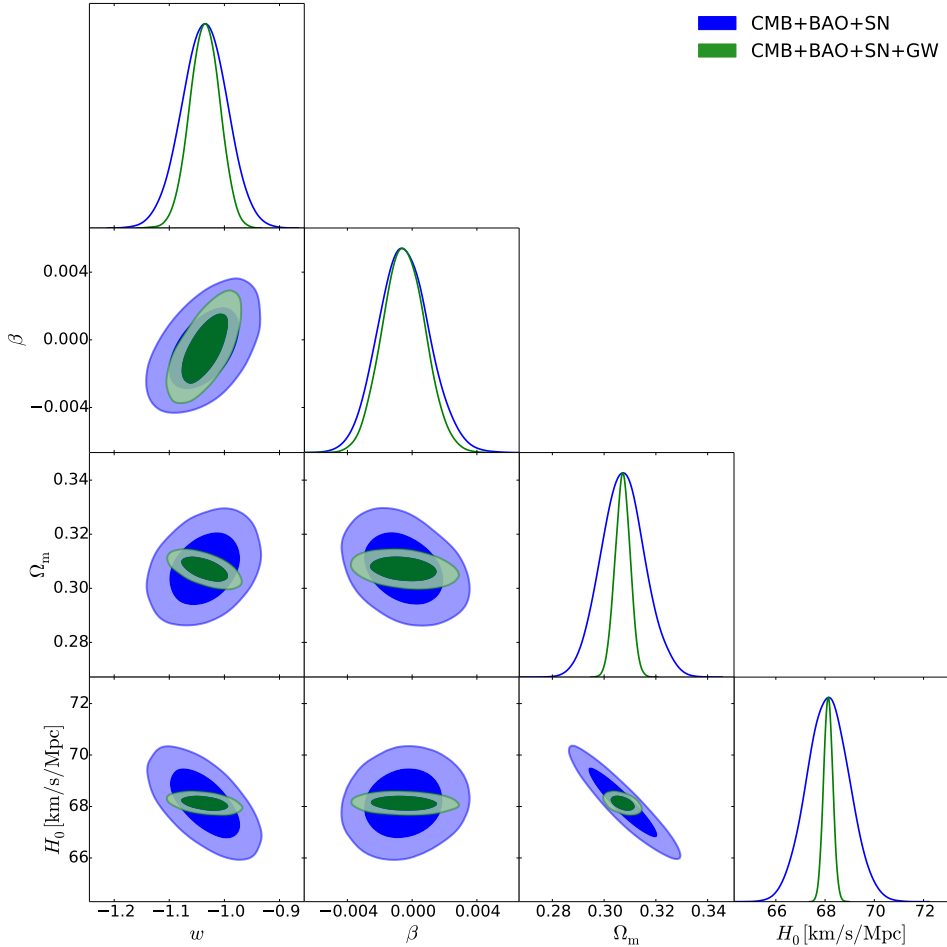 CMB+BAO+SN
CMB+BAO+SN+GW
β
0.004
0.000
−0.004
Ωm
0.34
0.32
0.30
0.28
H0 [km/s/Mpc]
72
70
68
66
−1.2 −1.1 −1.0 −0.9
−0.004 0.000 0.004
0.28 0.30 0.32 0.34
66 68 70 72
w
β
Ωm
H0 [km/s/Mpc]